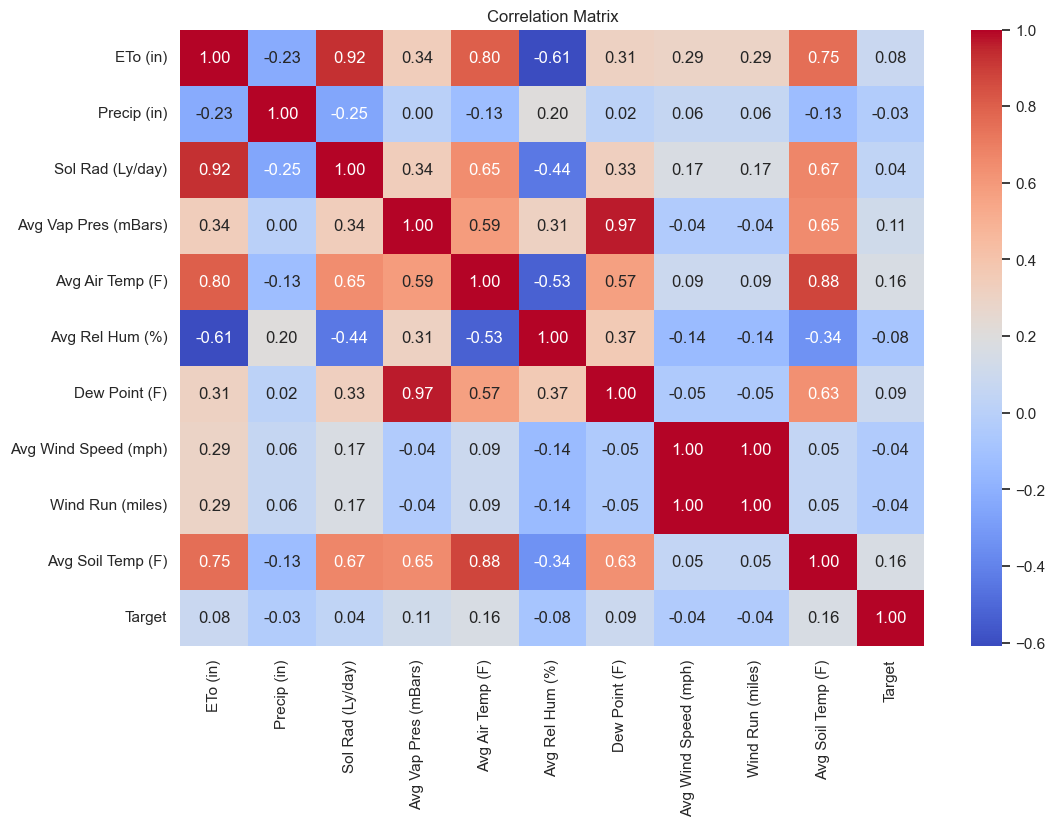 Correlation Matrix
ETo (in) 1.00 -0.23 0.92 0.34 0.80 -0.61 0.31 0.29 0.29 0.75 0.08
Precip (in) -0.23 1.00 -0.25 0.00 -0.13 0.20 0.02 0.06 0.06 -0.13 -0.03
Sol Rad (Ly/day) 0.92 -0.25 1.00 0.34 0.65 -0.44 0.33 0.17 0.17 0.67 0.04
Avg Vap Pres (mBars) 0.34 0.00 0.34 1.00 0.59 0.31 0.97 -0.04 -0.04 0.65 0.11
Avg Air Temp (F) 0.80 -0.13 0.65 0.59 1.00 -0.53 0.57 0.09 0.09 0.88 0.16
Avg Rel Hum (%) -0.61 0.20 -0.44 0.31 -0.53 1.00 0.37 -0.14 -0.14 -0.34 -0.08
Dew Point (F) 0.31 0.02 0.33 0.97 0.57 0.37 1.00 -0.05 -0.05 0.63 0.09
Avg Wind Speed (mph) 0.29 0.06 0.17 -0.04 0.09 -0.14 -0.05 1.00 1.00 0.05 -0.04
Wind Run (miles) 0.29 0.06 0.17 -0.04 0.09 -0.14 -0.05 1.00 1.00 0.05 -0.04
Avg Soil Temp (F) 0.75 -0.13 0.67 0.65 0.88 -0.34 0.63 0.05 0.05 1.00 0.16
Target 0.08 -0.03 0.04 0.11 0.16 -0.08 0.09 -0.04 -0.04 0.16 1.00
ETo (in)
Precip (in)
Sol Rad (Ly/day)
Avg Vap Pres (mBars)
Avg Air Temp (F)
Avg Rel Hum (%)
Dew Point (F)
Avg Wind Speed (mph)
Wind Run (miles)
Avg Soil Temp (F)
Target
1.0
0.8
0.6
0.4
0.2
0.0
−0.2
−0.4
−0.6